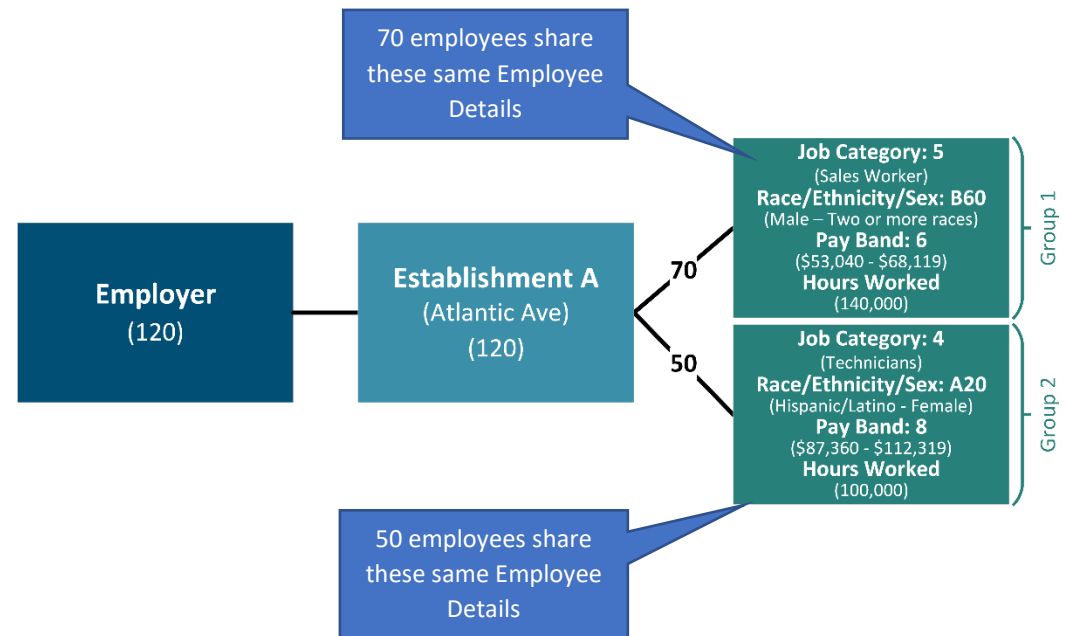 70 employees share
these same Employee
Details
Employer
(120)
Establishment A
(Atlantic Ave)
(120)
70
50
Job Category: 5
(Sales Worker)
Race/Ethnicity/Sex: B60
(Male – Two or more races)
Pay Band: 6
($53,040 - $68,119)
Hours Worked
(140,000)
Group 1
Job Category: 4
(Technicians)
Race/Ethnicity/Sex: A20
(Hispanic/Latino - Female)
Pay Band: 8
($87,360 - $112,319)
Hours Worked
(100,000)
Group 2
50 employees share
these same Employee
Details